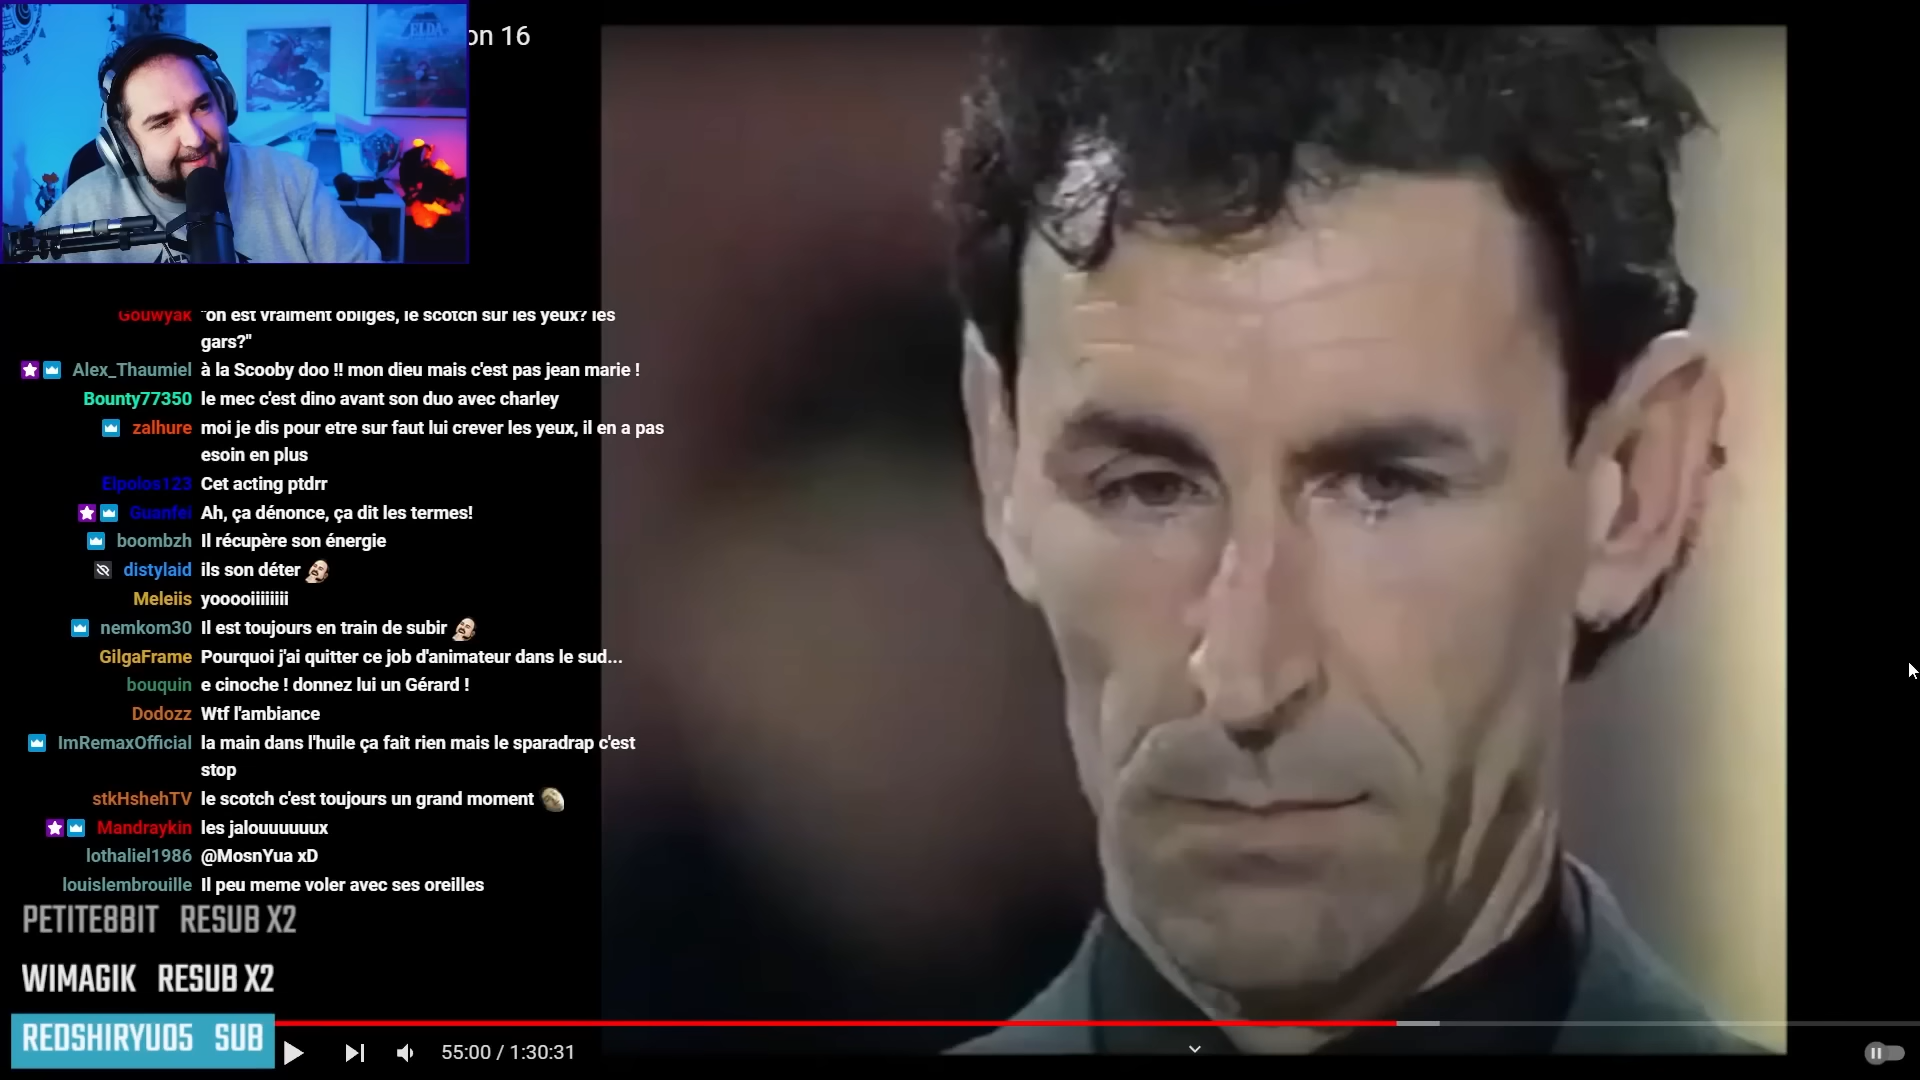 on 16
ELDA
Gouwyak "on est vraiment obligés, le scotch sur les yeux? les
gars?"
Alex_Thaumiel à la Scooby doo !! mon dieu mais c'est pas jean marie !
Bounty77350 le mec c'est dino avant son duo avec charley
zalhure moi je dis pour etre sur faut lui crever les yeux, il en a pas
esoin en plus
Elpolos123 Cet acting ptdrr
Guanfei Ah, ça dénonce, ça dit les termes!
boombzh Il récupère son énergie
distylaid ils son déter
Meleiis yooooiiiiiiii
nemkom30 Il est toujours en train de subir
GilgaFrame Pourquoi j'ai quitter ce job d'animateur dans le sud...
bouquin e cinoche ! donnez lui un Gérard !
Dodozz Wtf l'ambiance
ImRemaxOfficial la main dans l'huile ça fait rien mais le sparadrap c'est
stop
stkHshehTV le scotch c'est toujours un grand moment
Mandraykin les jalouuuuuux
lothaliel1986 @MosnYua xD
louislembrouille Il peu meme voler avec ses oreilles
PETITE8BIT RESUB X2
WIMAGIK RESUB X2
REDSHIRYU05 SUB
55:00 / 1:30:31